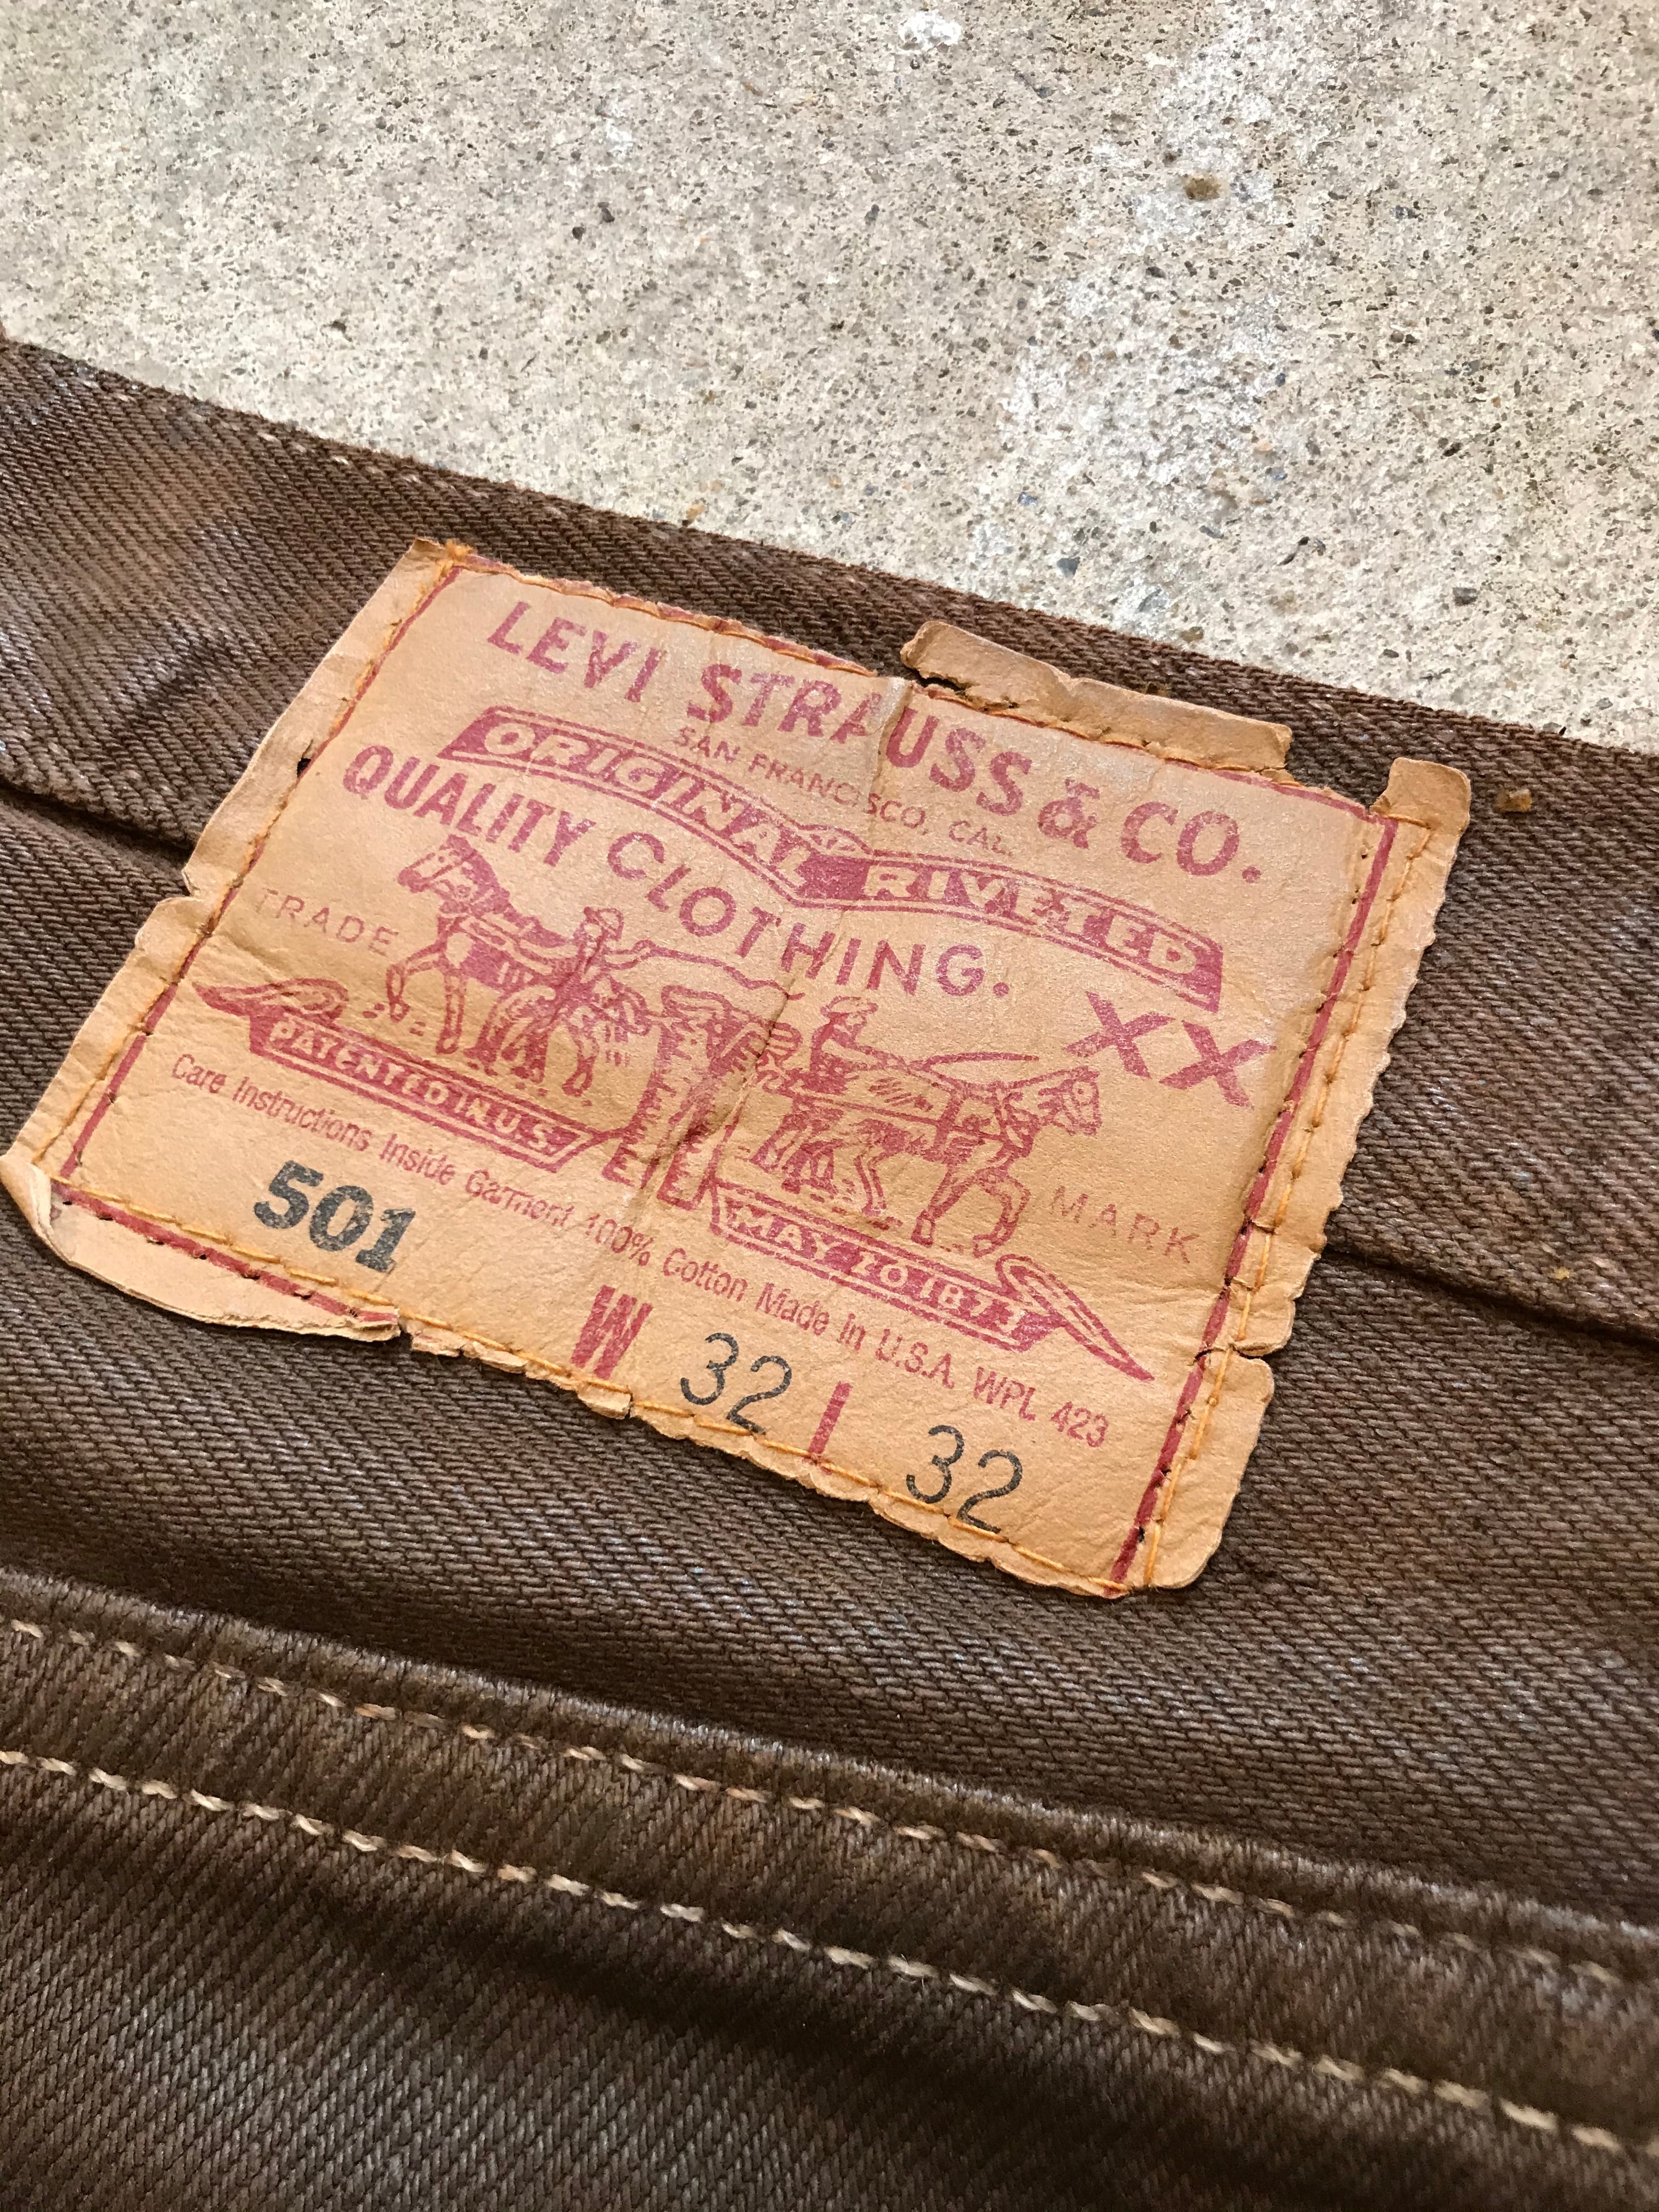 LEVI STRAUSS & CO.
SAN FRANCISCO, CAL.
ORIGINAL RIVETED
QUALITY CLOTHING.
XX
TRADE MARK
PATENTED IN U.S.
MAY 20 1873
Care Instructions Inside Garment 100% Cotton Made in U.S.A. WPL 423
501
W 32 L 32